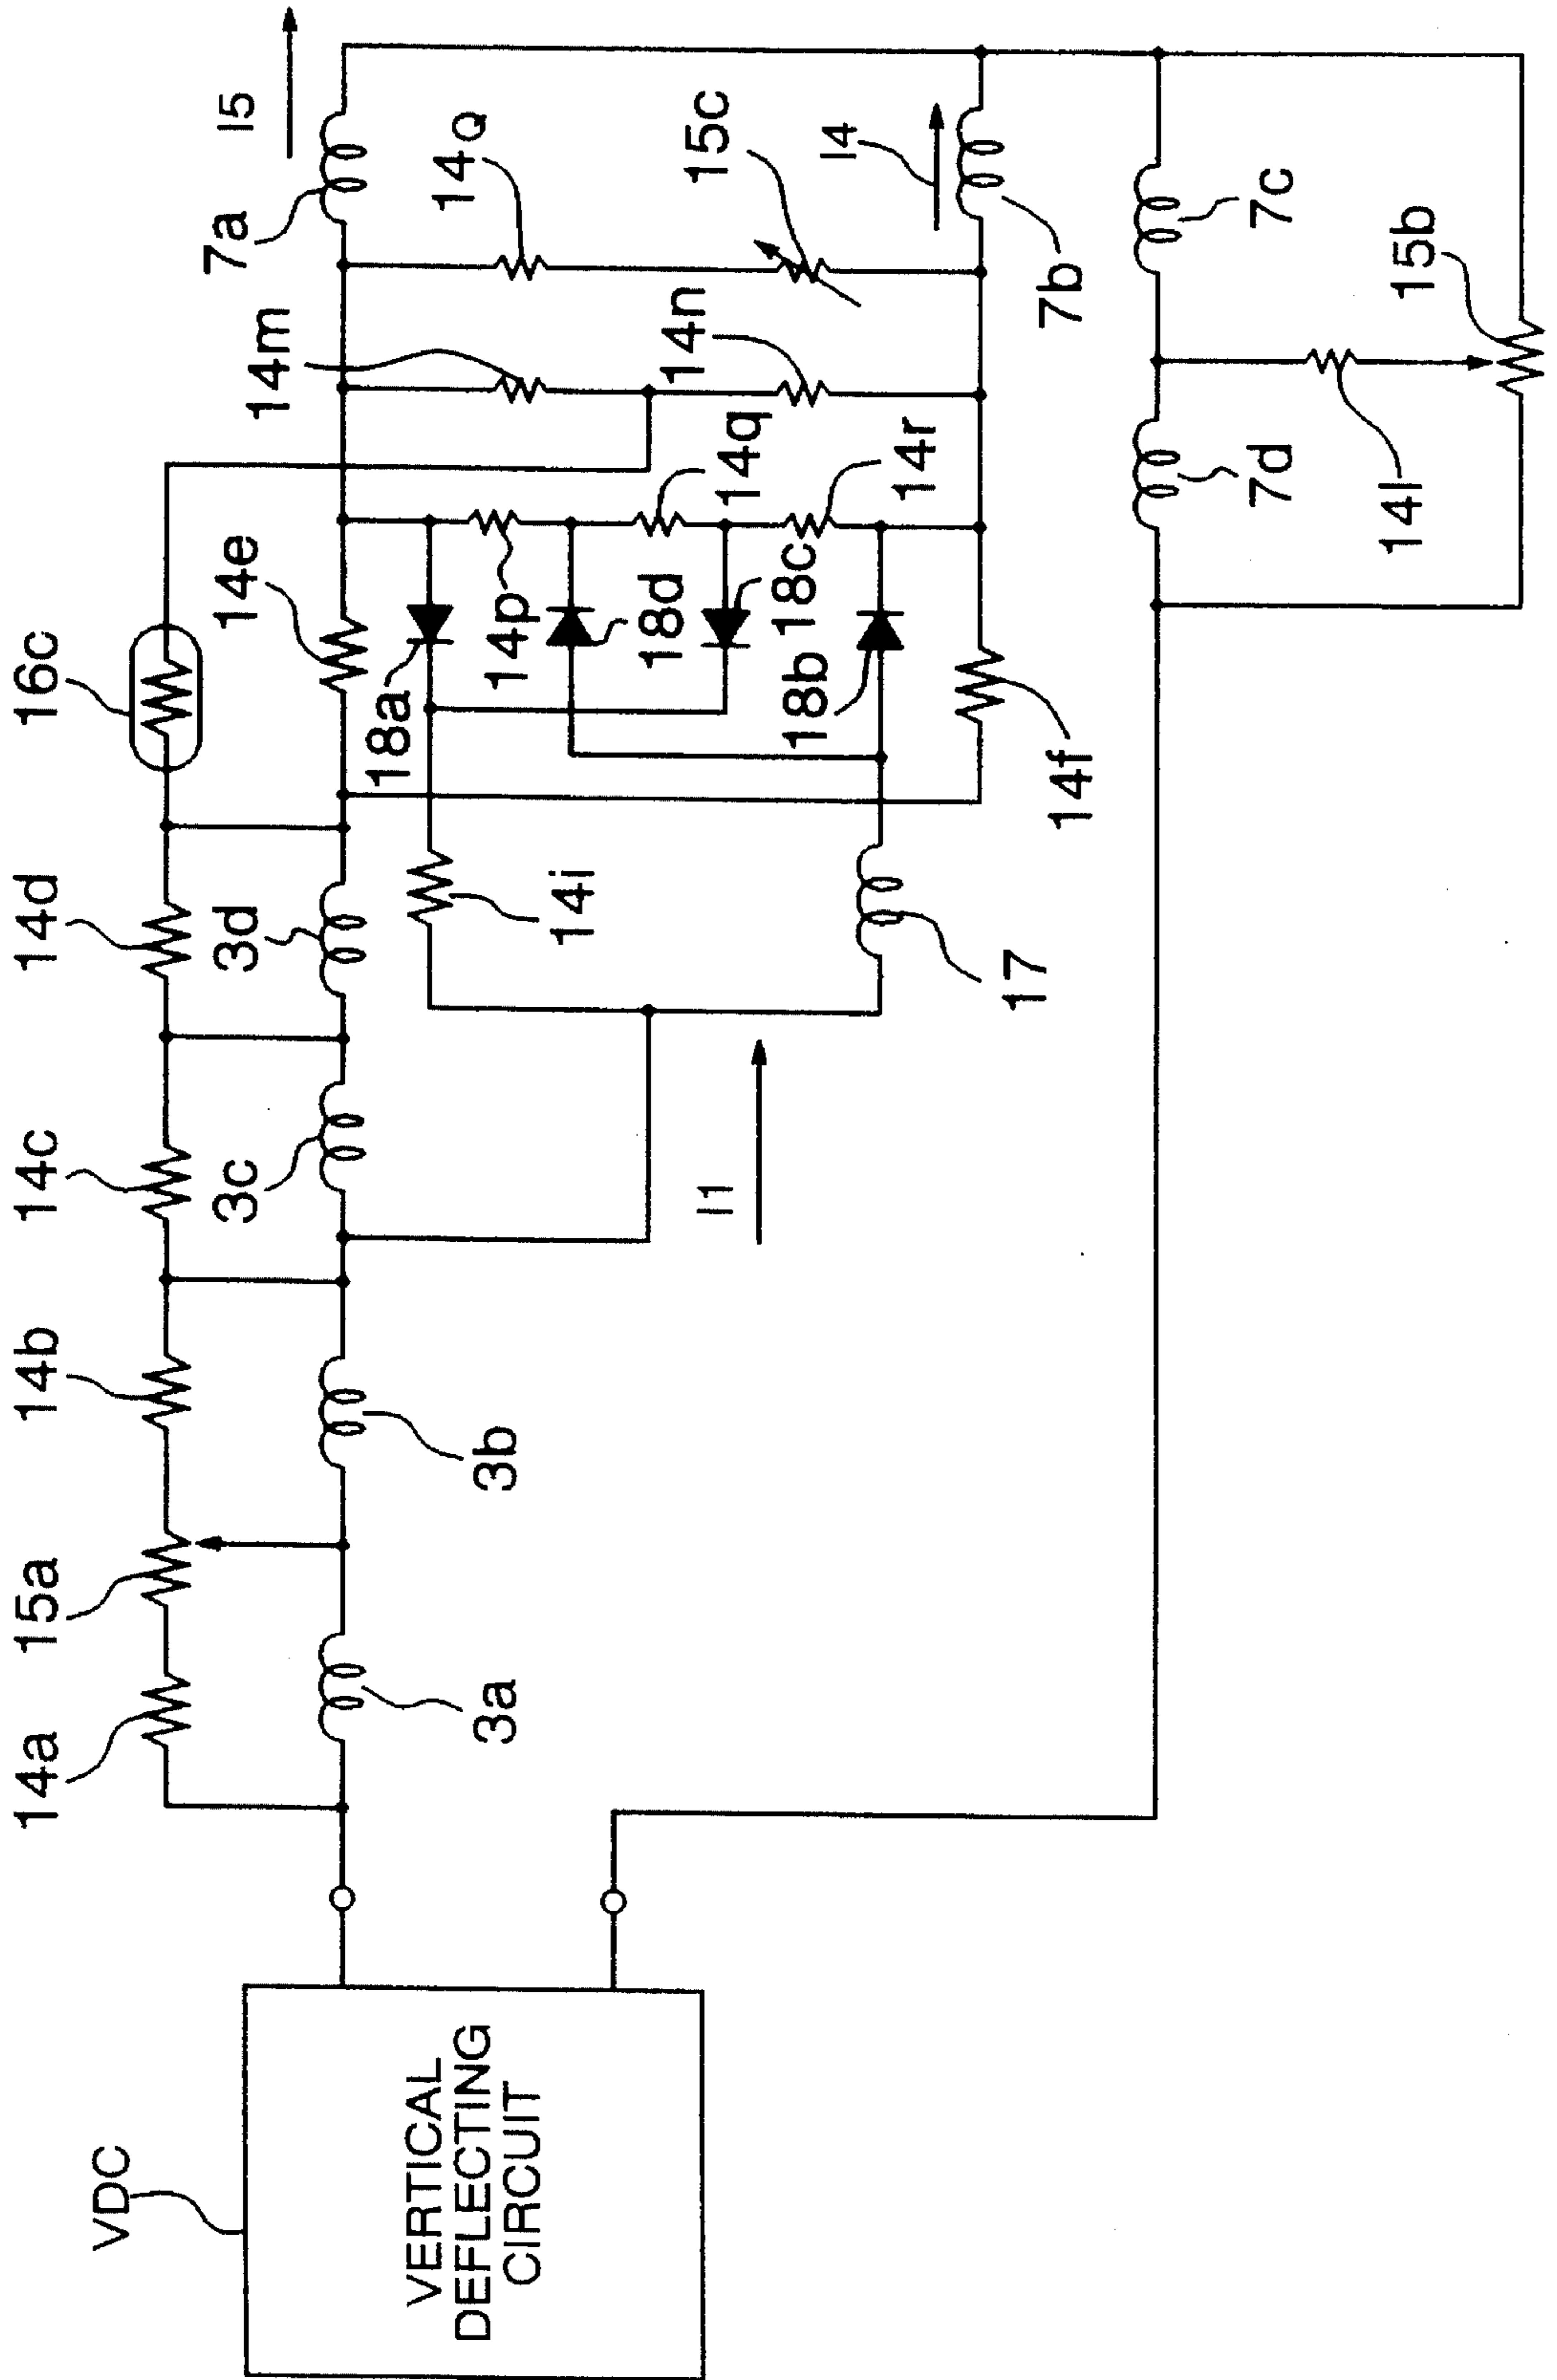 16c
14d
14c
14b
15a
14a
VDC
I5
7a
14Q
14m
14e
3d
3c
15c
14n
14q
14p
18a
18d
18c
14r
18b
14i
I4
7b
3b
3a
I1
17
14f
VERTICAL
DEFLECTING
CIRCUIT
7c
7d
15b
14l